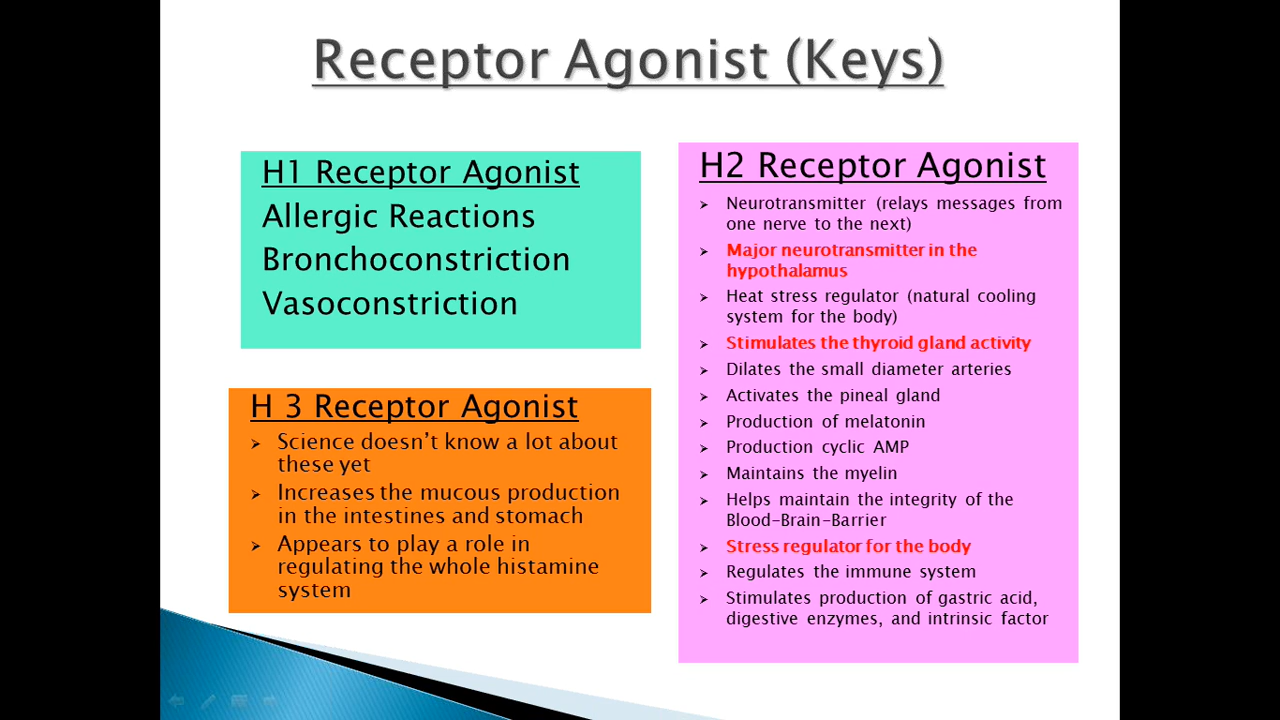 Receptor Agonist (Keys)
H1 Receptor Agonist
Allergic Reactions
Bronchoconstriction
Vasoconstriction
H 3 Receptor Agonist
Science doesn't know a lot about
these yet
Increases the mucous production
in the intestines and stomach
Appears to play a role in
regulating the whole histamine
system
H2 Receptor Agonist
Neurotransmitter (relays messages from
one nerve to the next)
Major neurotransmitter in the
hypothalamus
Heat stress regulator (natural cooling
system for the body)
Stimulates the thyroid gland activity
Dilates the small diameter arteries
Activates the pineal gland
Production of melatonin
Production cyclic AMP
Maintains the myelin
Helps maintain the integrity of the
Blood-Brain-Barrier
Stress regulator for the body
Regulates the immune system
Stimulates production of gastric acid,
digestive enzymes, and intrinsic factor